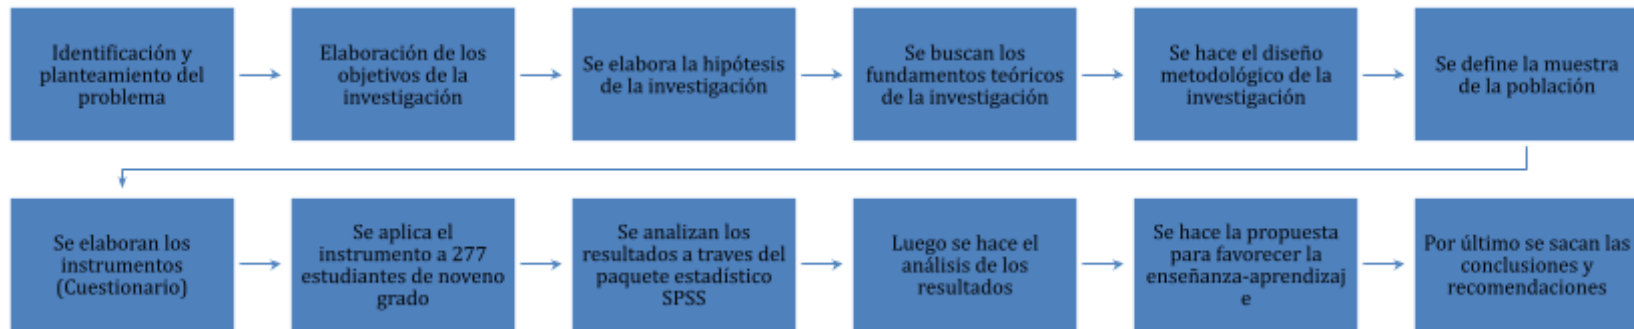 Identificación y
planteamiento del
problema
Elaboración de los
objetivos de la
investigación
Se elabora la hipótesis
de la investigación
Se buscan los
fundamentos teóricos
de la investigación
Se hace el diseño
metodológico de la
investigación
Se define la muestra
de la población
Se elaboran los
instrumentos
(Cuestionario)
Se aplica el
instrumento a 277
estudiantes de noveno
grado
Se analizan los
resultados a traves del
paquete estadístico
SPSS
Luego se hace el
análisis de los
resultados
Se hace la propuesta
para favorecer la
enseñanza-aprendizaj
e
Por último se sacan las
conclusiones y
recomendaciones